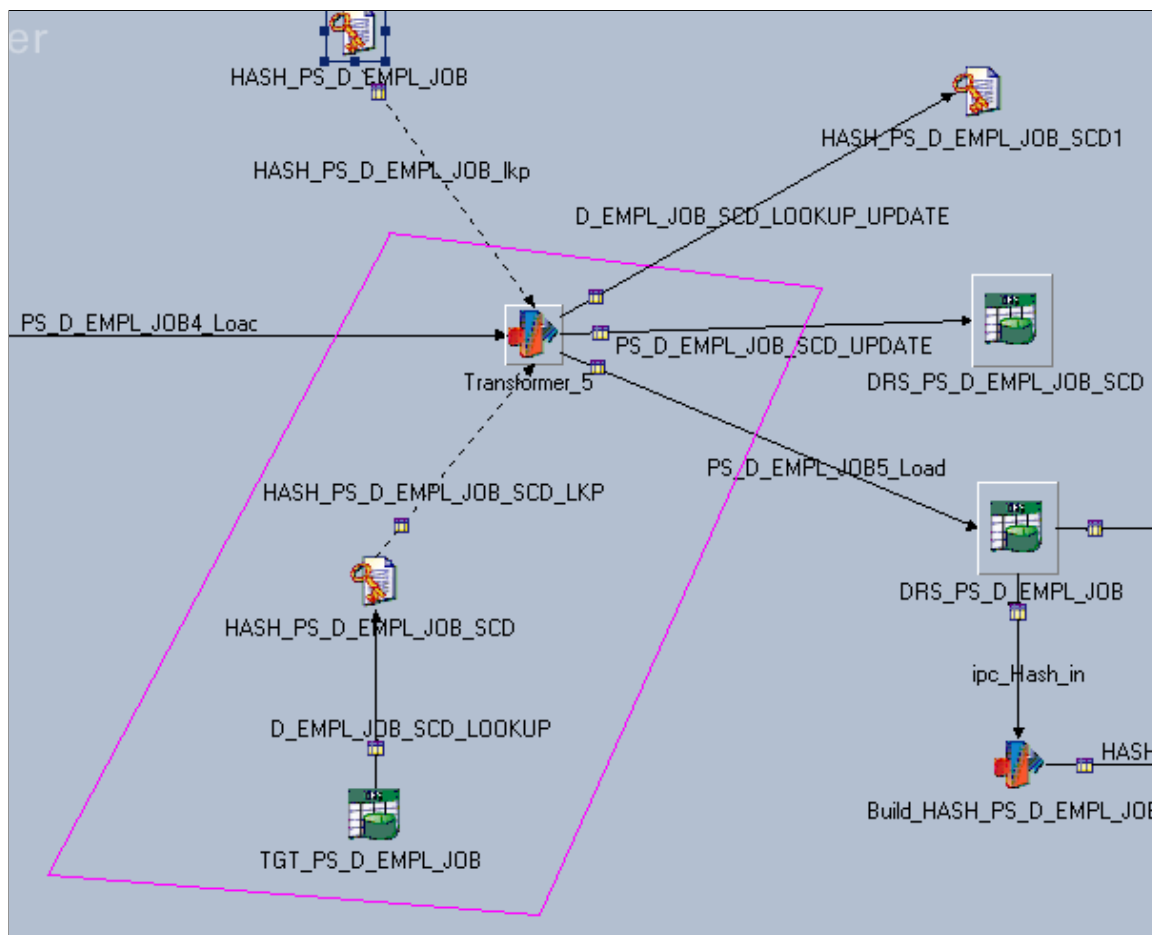 er
HASH_PS_D_EMPL_JOB
HASH_PS_D_EMPL_JOB_SCD1
HASH_PS_D_EMPL_JOB_lkp
D_EMPL_JOB_SCD_LOOKUP_UPDATE
PS_D_EMPL_JOB4_Loac
PS_D_EMPL_JOB_SCD_UPDATE
Transformer_5
DRS_PS_D_EMPL_JOB_SCD
PS_D_EMPL_JOB5_Load
HASH_PS_D_EMPL_JOB_SCD_LKP
DRS_PS_D_EMPL_JOB
HASH_PS_D_EMPL_JOB_SCD
ipc_Hash_in
D_EMPL_JOB_SCD_LOOKUP
HASH
Build_HASH_PS_D_EMPL_JOB
TGT_PS_D_EMPL_JOB